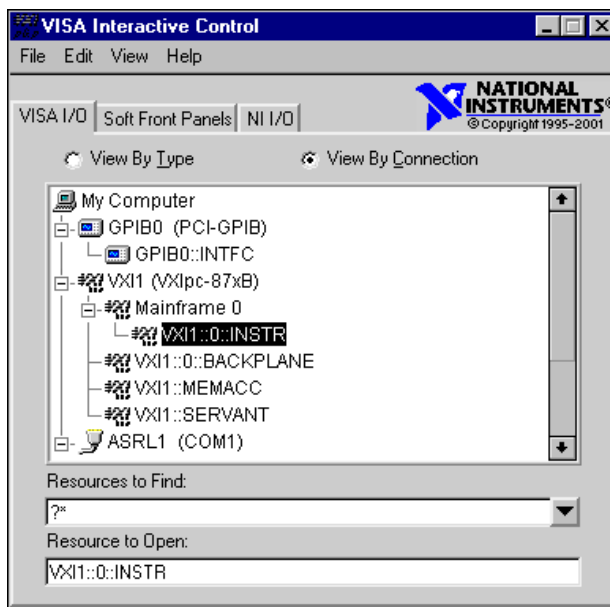 VISA Interactive Control
File Edit View Help
NATIONAL
INSTRUMENTS®
© Copyright 1995-2001
VISA I/O Soft Front Panels NI I/O
View By Type View By Connection
My Computer
GPIB0 (PCI-GPIB)
GPIB0::INTFC
VXI1 (VXIpc-87xB)
Mainframe 0
VXI1::0::INSTR
VXI1::0::BACKPLANE
VXI1::MEMACC
VXI1::SERVANT
ASRL1 (COM1)
Resources to Find:
?*
Resource to Open:
VXI1::0::INSTR